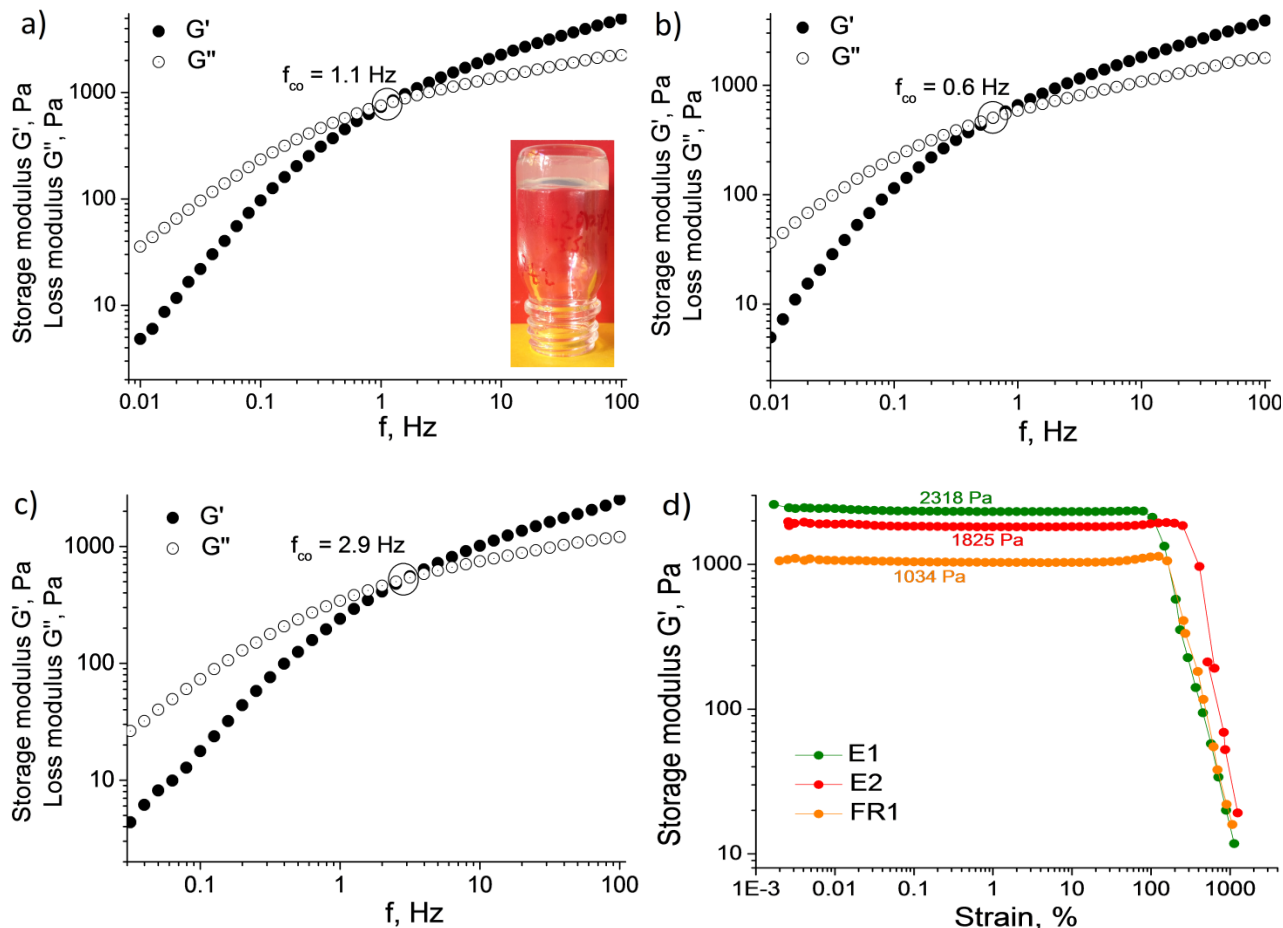 a)
G'
G"
f_co = 1.1 Hz
Storage modulus G', Pa
Loss modulus G", Pa
1000
100
10
0.01 0.1 1 10 100
f, Hz
b)
G'
G"
f_co = 0.6 Hz
Storage modulus G', Pa
Loss modulus G", Pa
1000
100
10
0.01 0.1 1 10 100
f, Hz
c)
G'
G"
f_co = 2.9 Hz
Storage modulus G', Pa
Loss modulus G", Pa
1000
100
10
0.1 1 10 100
f, Hz
d)
2318 Pa
1825 Pa
1034 Pa
E1
E2
FR1
Storage modulus G', Pa
1000
100
10
1E-3 0.01 0.1 1 10 100 1000
Strain, %